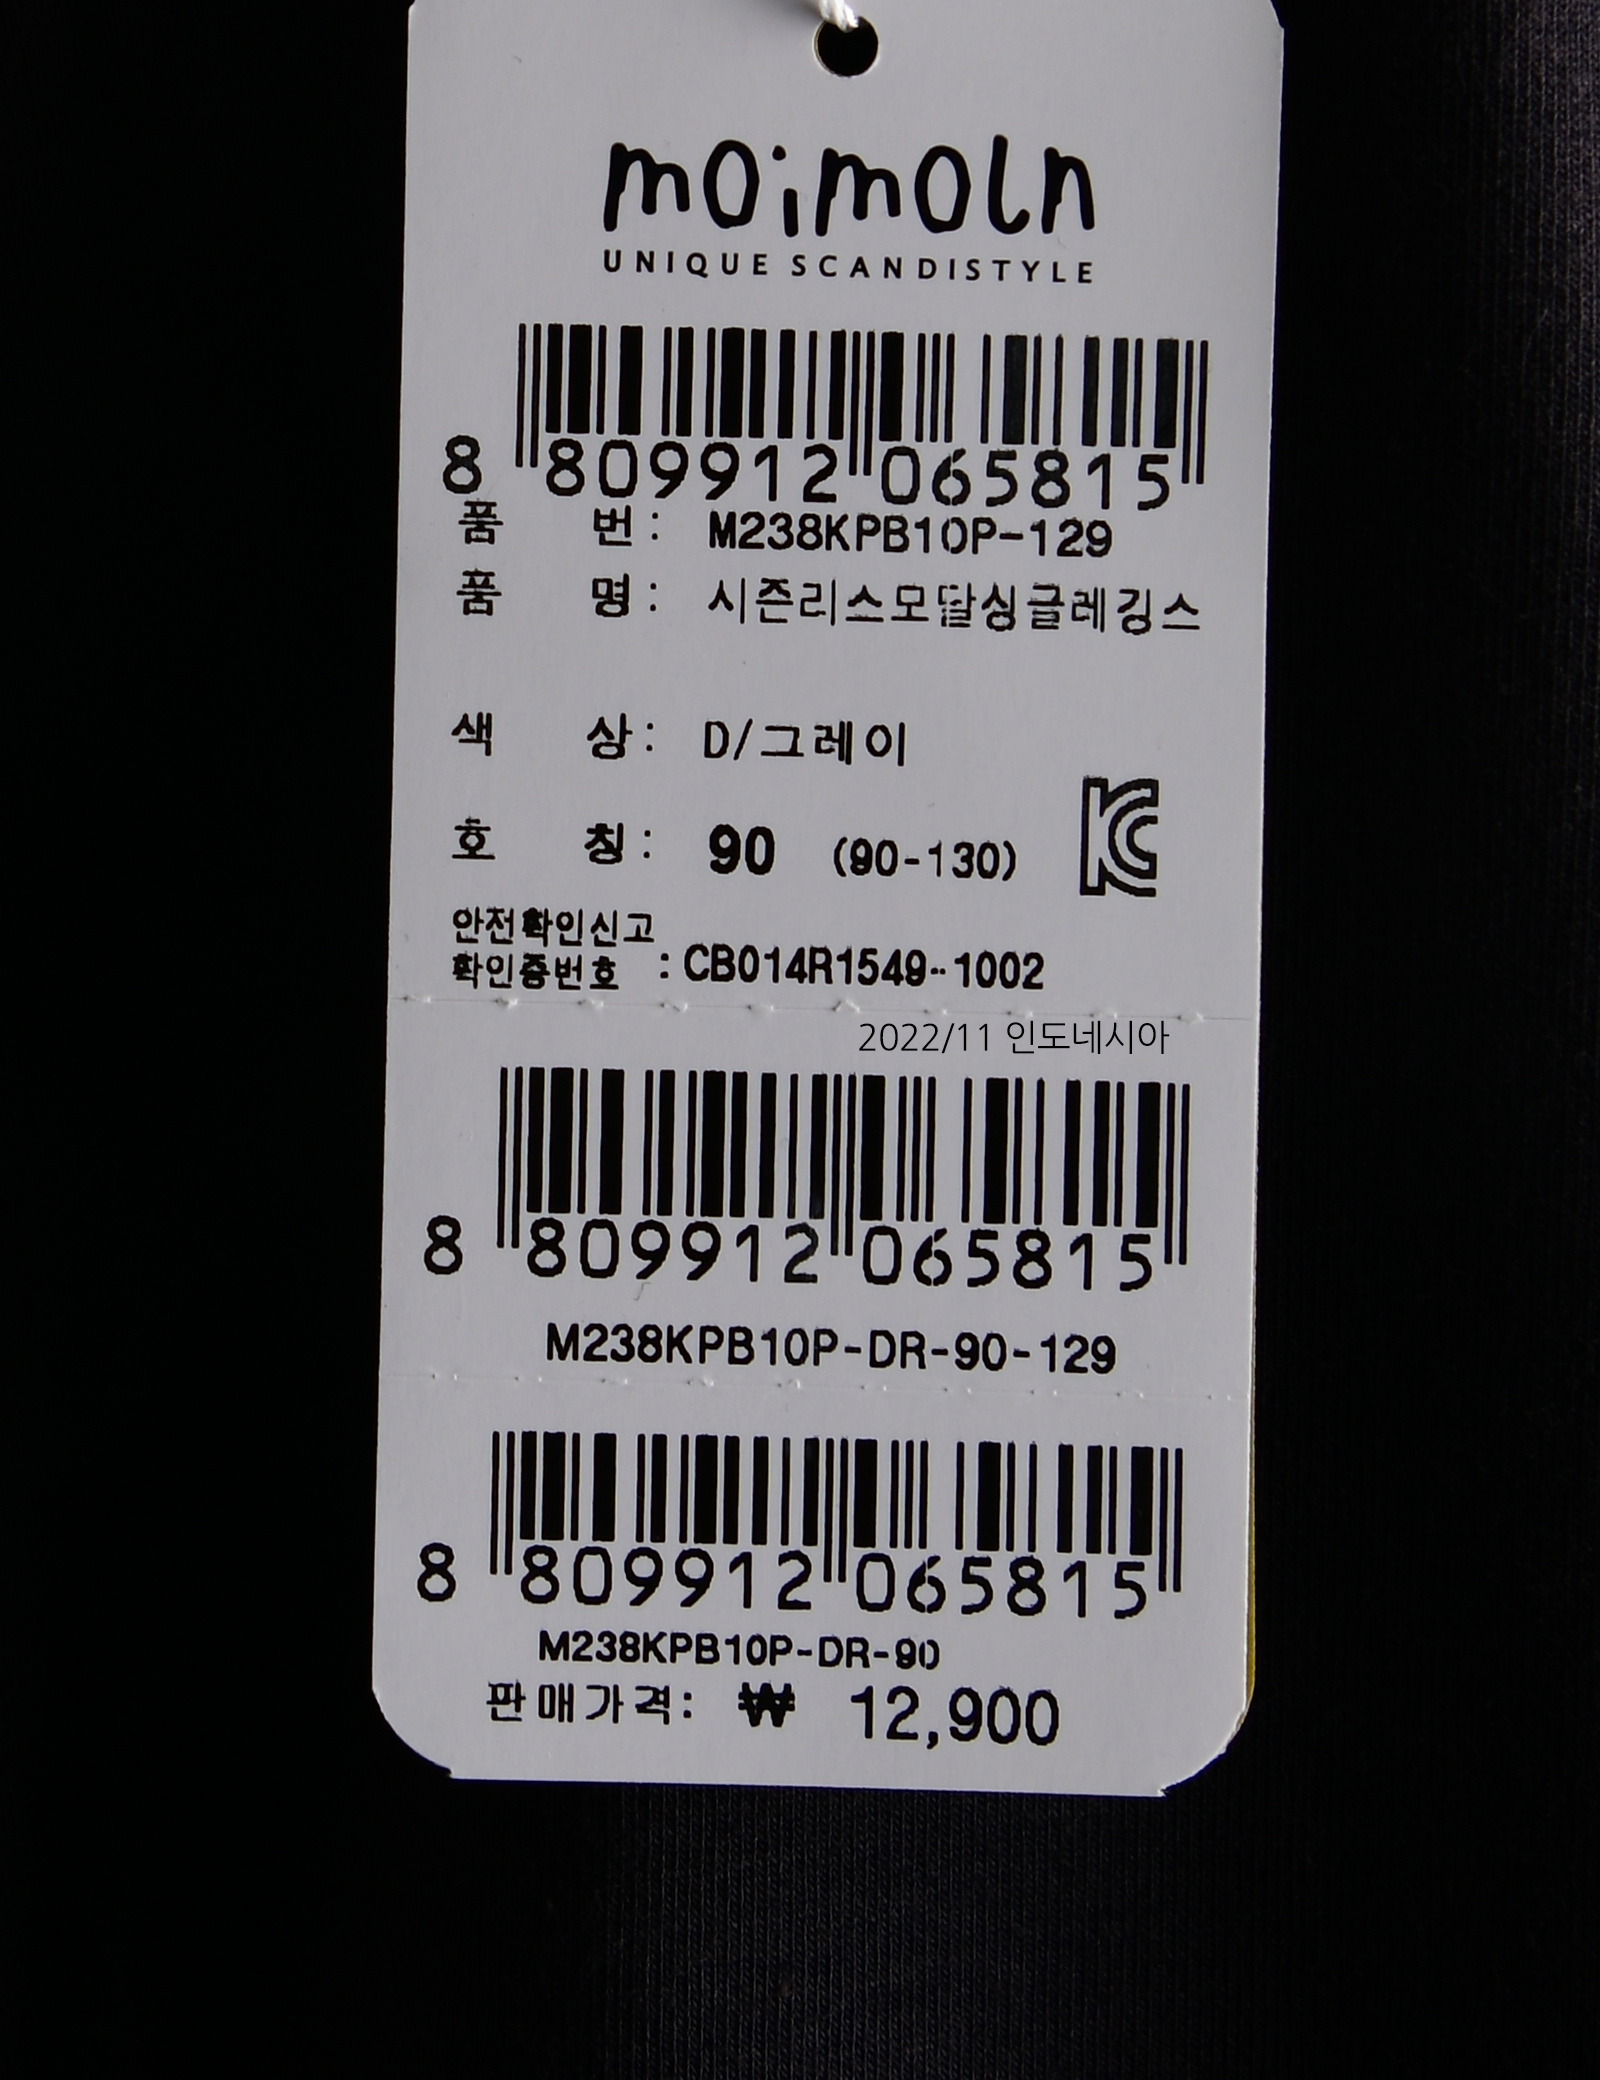 moimoln
UNIQUE SCANDISTYLE
8 809912 065815
품 번 : M238KPB10P-129
품 명 : 시즌리스모달싱글레깅스
색 상 : D/그레이
호 칭 : 90 (90-130)
안전확인신고
확인증번호 : CB014R1549-1002
2022/11 인도네시아
8 809912 065815
M238KPB10P-DR-90-129
8 809912 065815
M238KPB10P-DR-90
판매가격: ₩ 12,900